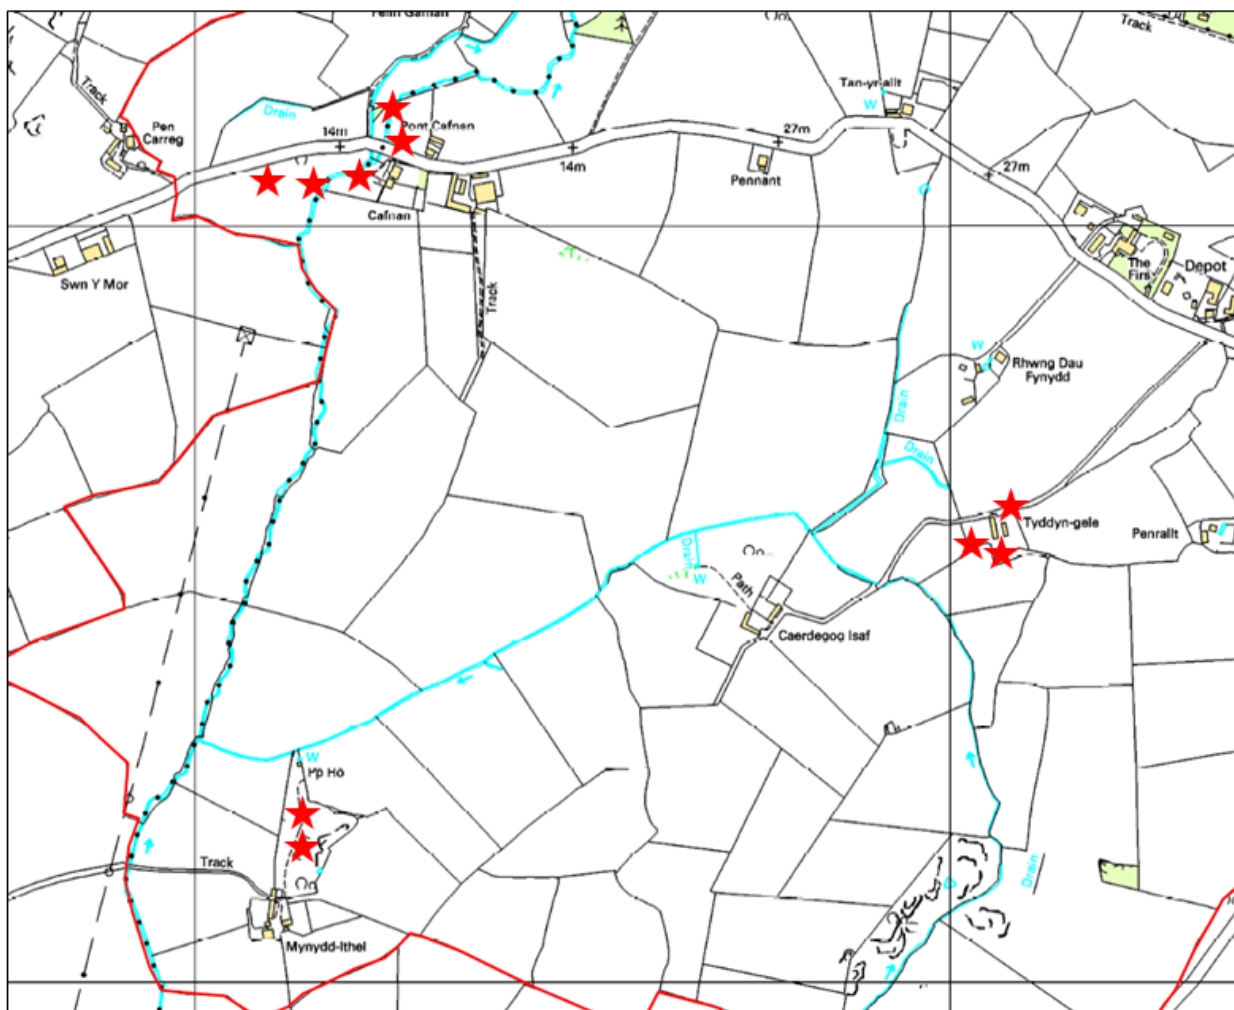 Track
Tan-yr-allt
W
Drain
Pen
Carreg
14m
Pont Cafnan
27m
14m
Pennant
27m
Cafnan
Swn Y Mor
The
Firs
Depot
Track
W
Rhwng Dau
Fynydd
Drain
Drain
Track
Tyddyn-gele
Penrallt
Drain
W
Path
Caerdegog Isaf
W
Track
Drain
Mynydd-Ithel